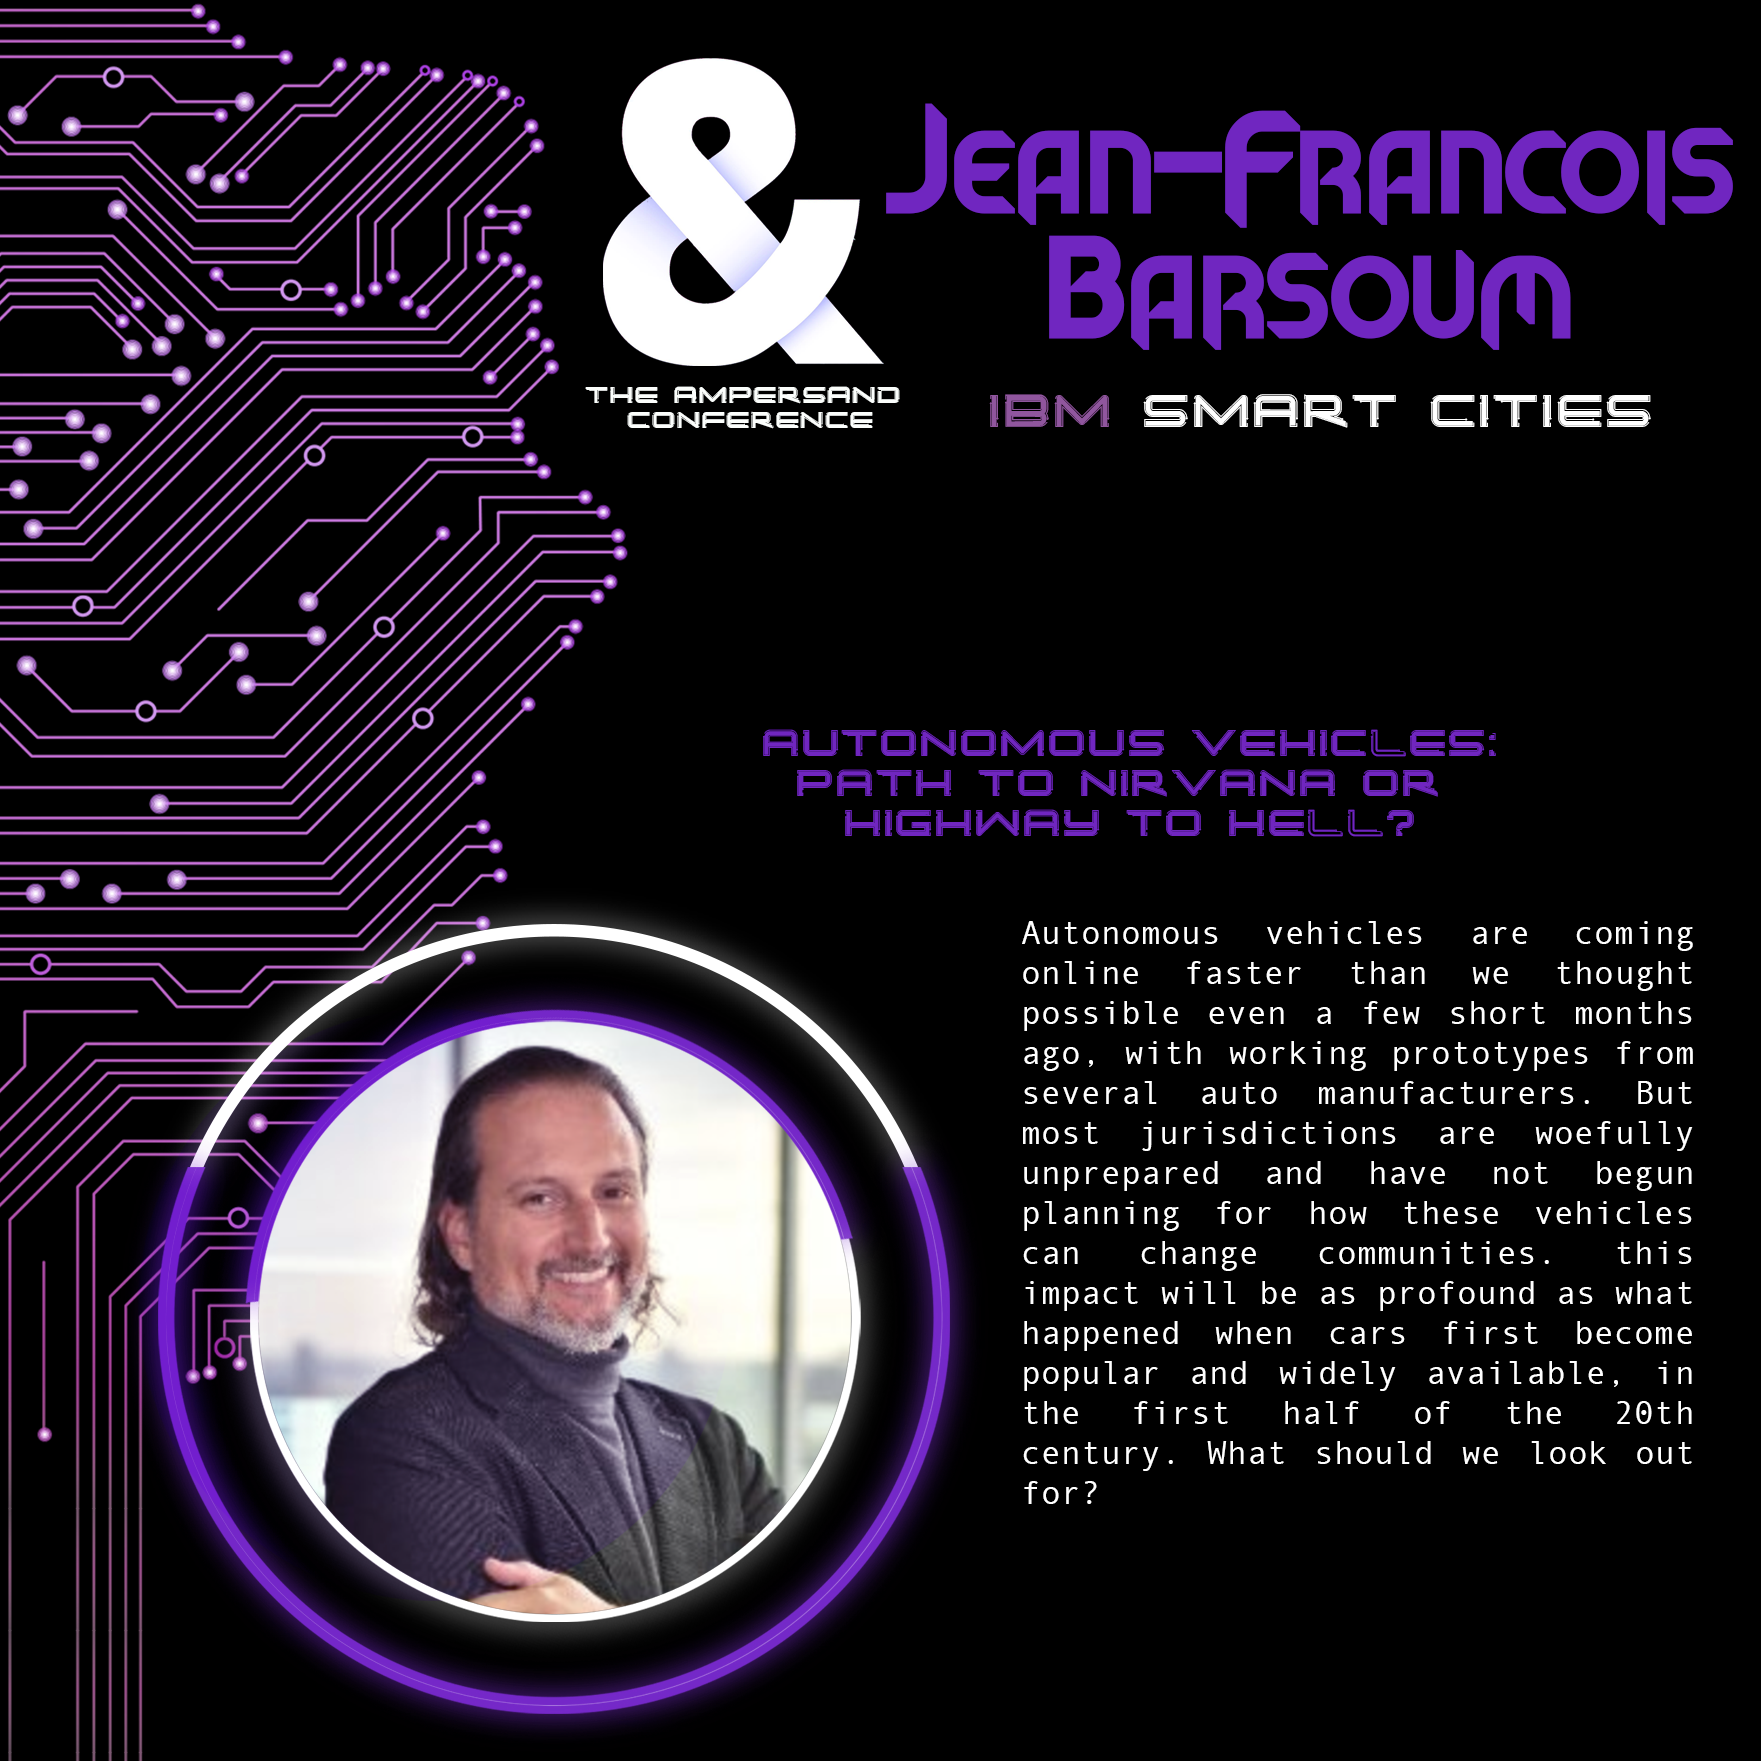 &
JEAN-FRANCOIS
BARSOUM
THE AMPERSAND
CONFERENCE
IBM SMART CITIES
AUTONOMOUS VEHICLES:
PATH TO NIRVANA OR
HIGHWAY TO HELL?
Autonomous vehicles are coming
online faster than we thought
possible even a few short months
ago, with working prototypes from
several auto manufacturers. But
most jurisdictions are woefully
unprepared and have not begun
planning for how these vehicles
can change communities. this
impact will be as profound as what
happened when cars first become
popular and widely available, in
the first half of the 20th
century. What should we look out
for?